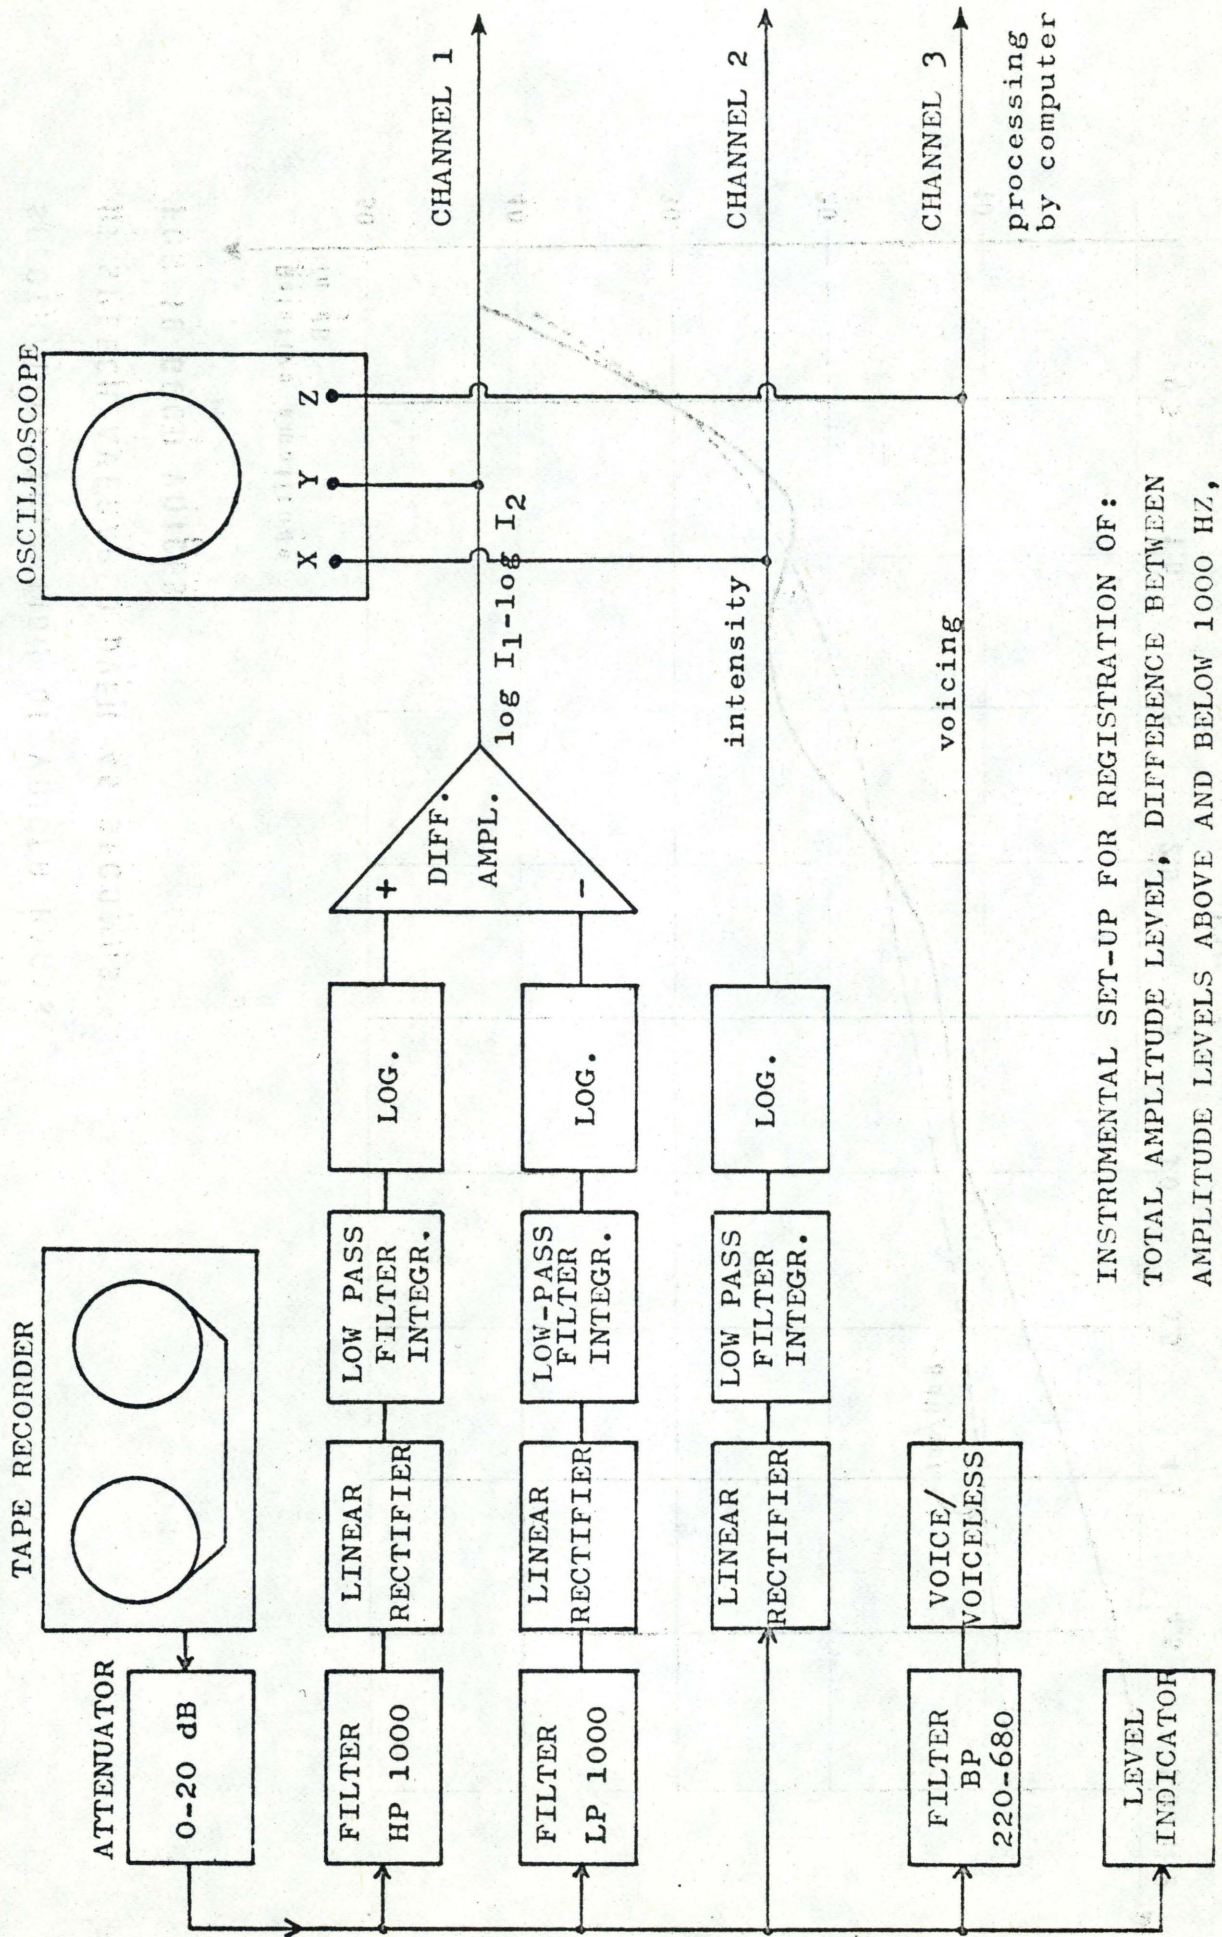 TAPE RECORDER
OSCILLOSCOPE
ATTENUATOR
0-20 dB
X Y Z
FILTER
HP 1000
LINEAR
RECTIFIER
LOW PASS
FILTER
INTEGR.
LOG.
+
DIFF.
AMPL.
-
log I1-log I2
CHANNEL 1
FILTER
LP 1000
LINEAR
RECTIFIER
LOW-PASS
FILTER
INTEGR.
LOG.
LINEAR
RECTIFIER
LOW PASS
FILTER
INTEGR.
LOG.
intensity
CHANNEL 2
FILTER
BP
220-680
VOICE/
VOICELESS
voicing
CHANNEL 3
processing
by computer
LEVEL
INDICATOR
INSTRUMENTAL SET-UP FOR REGISTRATION OF:
TOTAL AMPLITUDE LEVEL, DIFFERENCE BETWEEN
AMPLITUDE LEVELS ABOVE AND BELOW 1000 HZ,